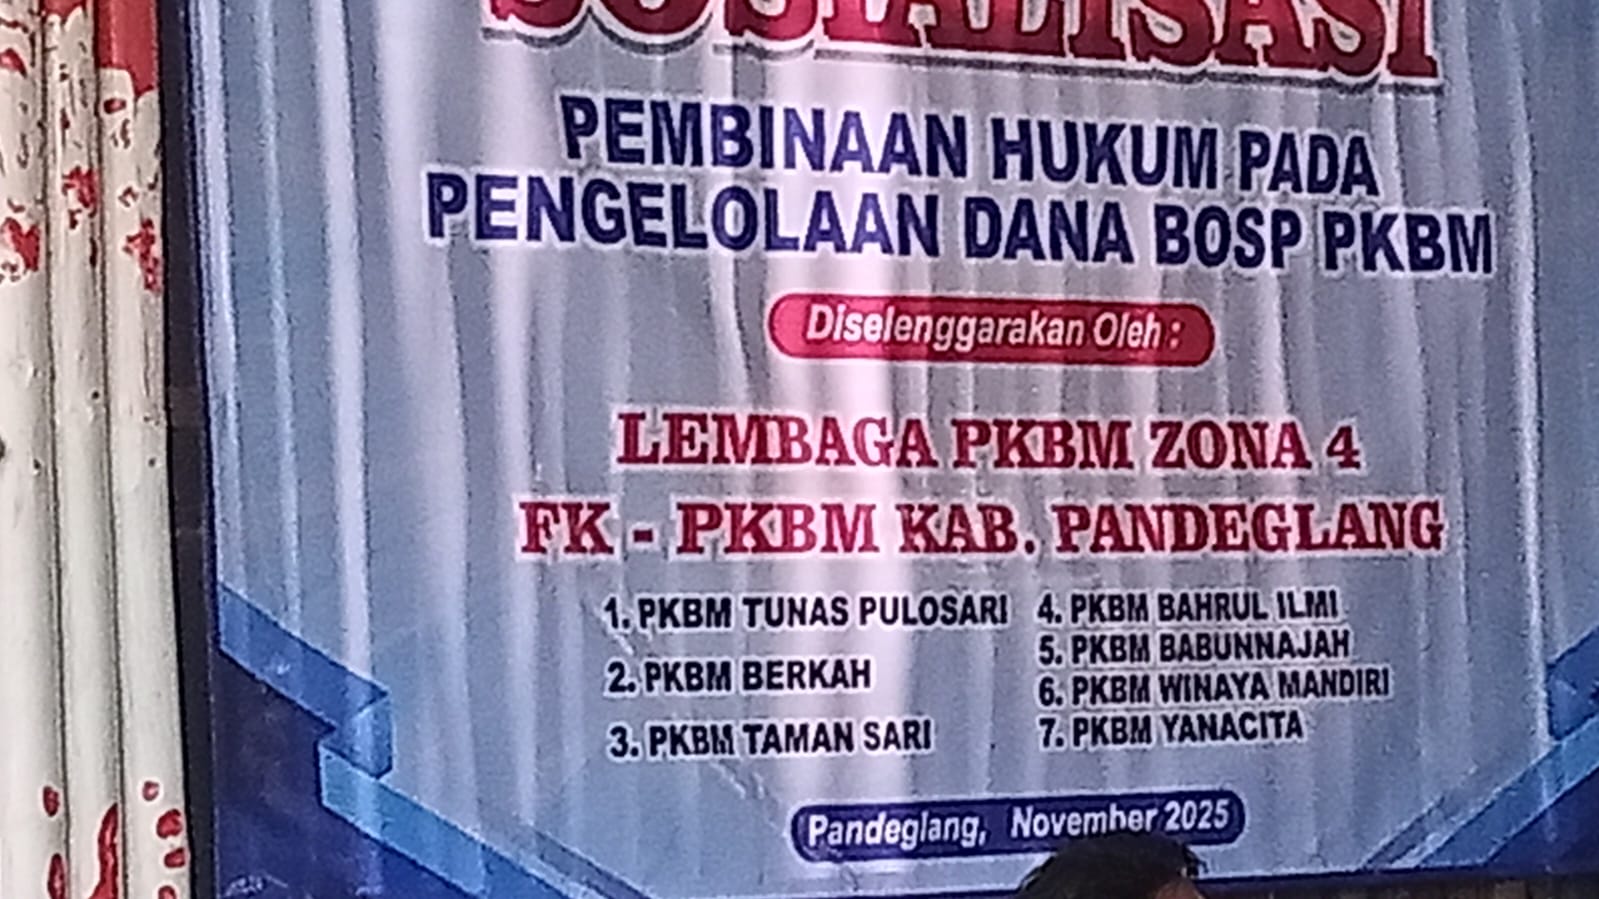 SOSIALISASI
PEMBINAAN HUKUM PADA
PENGELOLAAN DANA BOSP PKBM
Diselenggarakan Oleh :
LEMBAGA PKBM ZONA 4
FK - PKBM KAB. PANDEGLANG
1. PKBM TUNAS PULOSARI
2. PKBM BERKAH
3. PKBM TAMAN SARI
4. PKBM BAHRUL ILMI
5. PKBM BABUNNAJAH
6. PKBM WINAYA MANDIRI
7. PKBM YANACITA
Pandeglang, November 2025